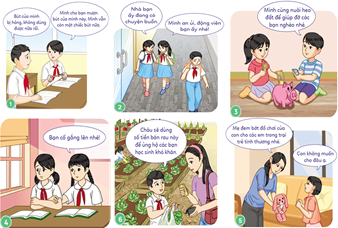 Bút của mình
bị hỏng, không dùng
được nữa rồi.
Mình cho bạn mượn
bút của mình này. Mình vẫn
còn một chiếc bút nữa.
1
Nhà bạn
ấy đang có
chuyện buồn.
Mình an ủi, động viên
bạn ấy nhé!
2
Mình cùng nuôi heo
đất để giúp đỡ các
bạn nghèo nhé.
3
Bạn cố gắng lên nhé!
4
Cháu sẽ dùng
số tiền bán rau này
để ủng hộ các bạn
học sinh khó khăn.
6
Mẹ đem bớt đồ chơi của
con cho các em trong trại
trẻ tình thương nhé.
Con không muốn
cho đâu ạ.
5